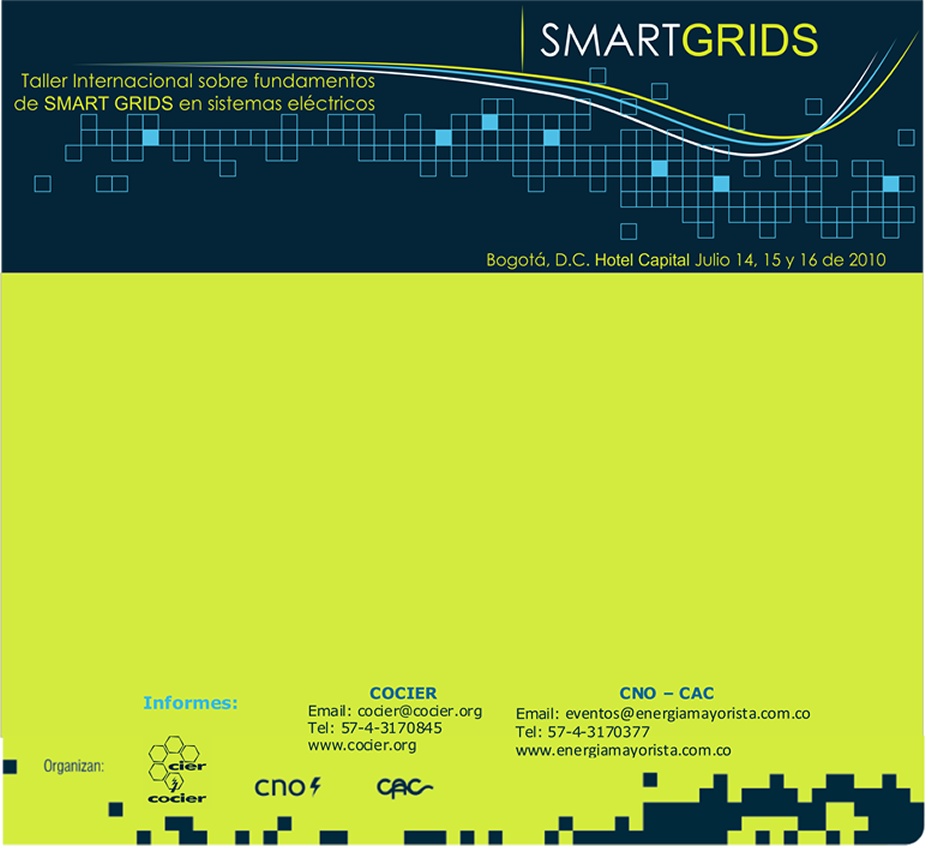 SMARTGRIDS
Taller Internacional sobre fundamentos
de SMART GRIDS en sistemas eléctricos
Bogotá, D.C. Hotel Capital Julio 14, 15 y 16 de 2010
Informes:
COCIER
Email: cocier@cocier.org
Tel: 57-4-3170845
www.cocier.org
CNO – CAC
Email: eventos@energiamayorista.com.co
Tel: 57-4-3170377
www.energiamayorista.com.co
Organizan:
cier
cocier
cno
cac